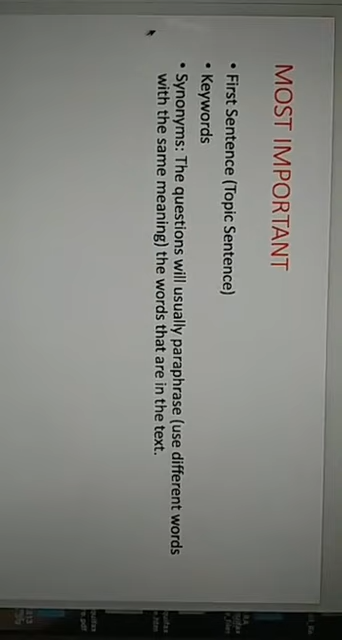 MOST IMPORTANT
• First Sentence (Topic Sentence)
• Keywords
• Synonyms: The questions will usually paraphrase (use different words
with the same meaning) the words that are in the text.